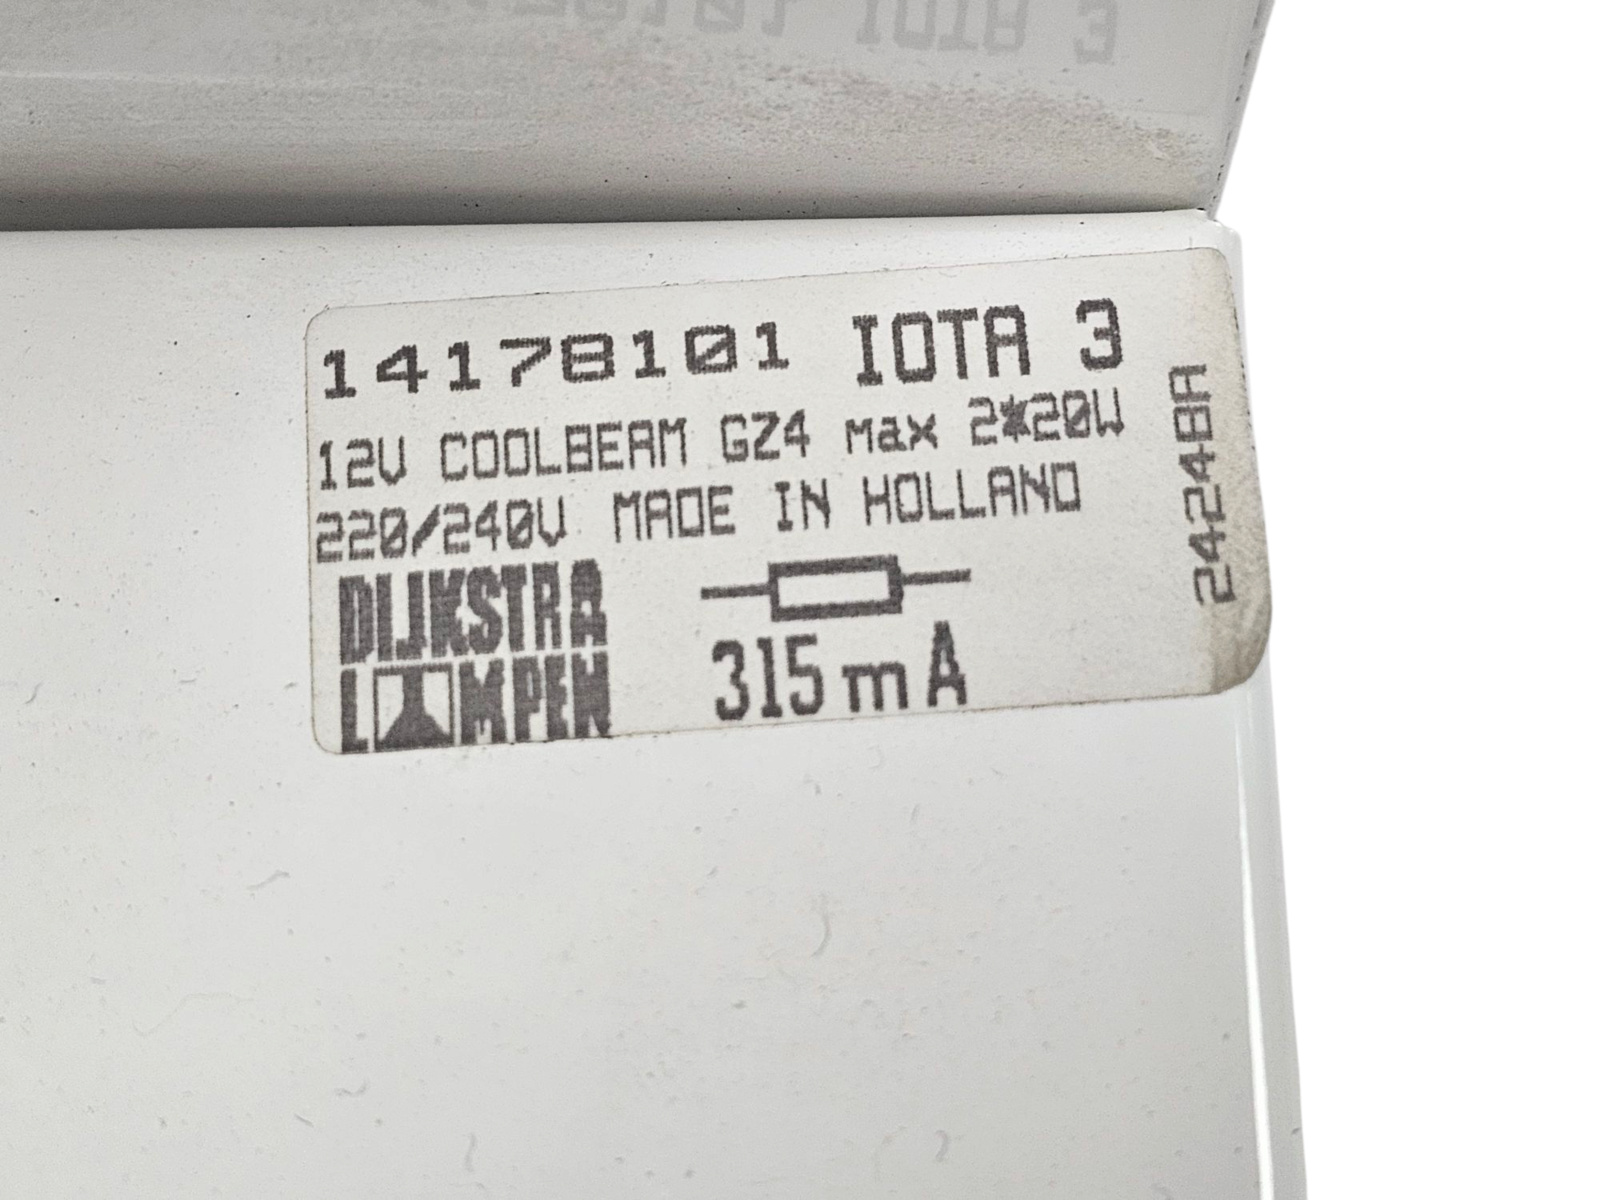 14178101 IOTA 3
12V COOLBEAM GZ4 max 2*20W
220/240V MADE IN HOLLAND
DIJKSTRA
LAMPEN
315 mA
24248A